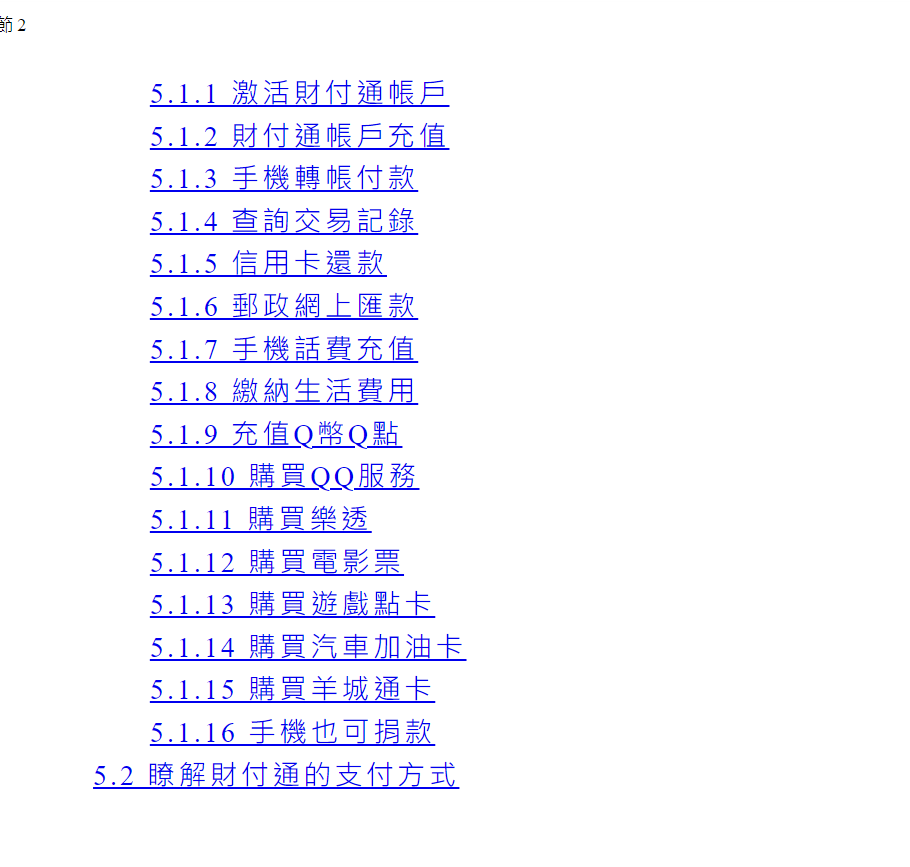 節 2
5.1.1 激活財付通帳戶
5.1.2 財付通帳戶充值
5.1.3 手機轉帳付款
5.1.4 查詢交易記錄
5.1.5 信用卡還款
5.1.6 郵政網上匯款
5.1.7 手機話費充值
5.1.8 繳納生活費用
5.1.9 充值Q幣Q點
5.1.10 購買QQ服務
5.1.11 購買樂透
5.1.12 購買電影票
5.1.13 購買遊戲點卡
5.1.14 購買汽車加油卡
5.1.15 購買羊城通卡
5.1.16 手機也可捐款
5.2 瞭解財付通的支付方式